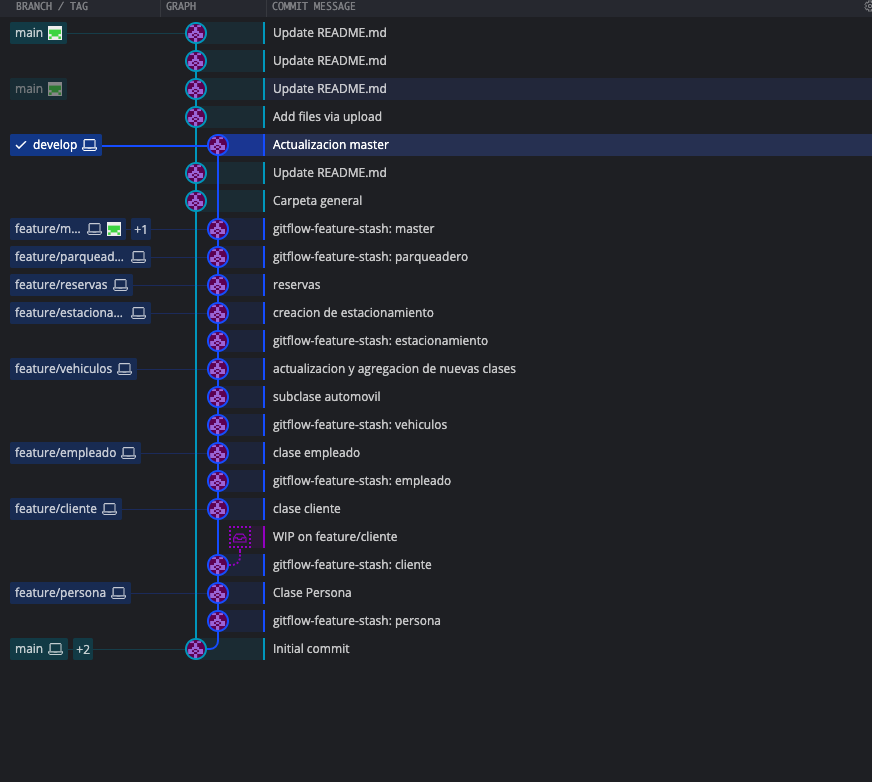 BRANCH / TAG GRAPH COMMIT MESSAGE
main Update README.md
Update README.md
main Update README.md
Add files via upload
develop Actualizacion master
Update README.md
Carpeta general
feature/m... +1 gitflow-feature-stash: master
feature/parquead... gitflow-feature-stash: parqueadero
feature/reservas reservas
feature/estaciona... creacion de estacionamiento
gitflow-feature-stash: estacionamiento
feature/vehiculos actualizacion y agregacion de nuevas clases
subclase automovil
gitflow-feature-stash: vehiculos
feature/empleado clase empleado
gitflow-feature-stash: empleado
feature/cliente clase cliente
WIP on feature/cliente
gitflow-feature-stash: cliente
feature/persona Clase Persona
gitflow-feature-stash: persona
main +2 Initial commit